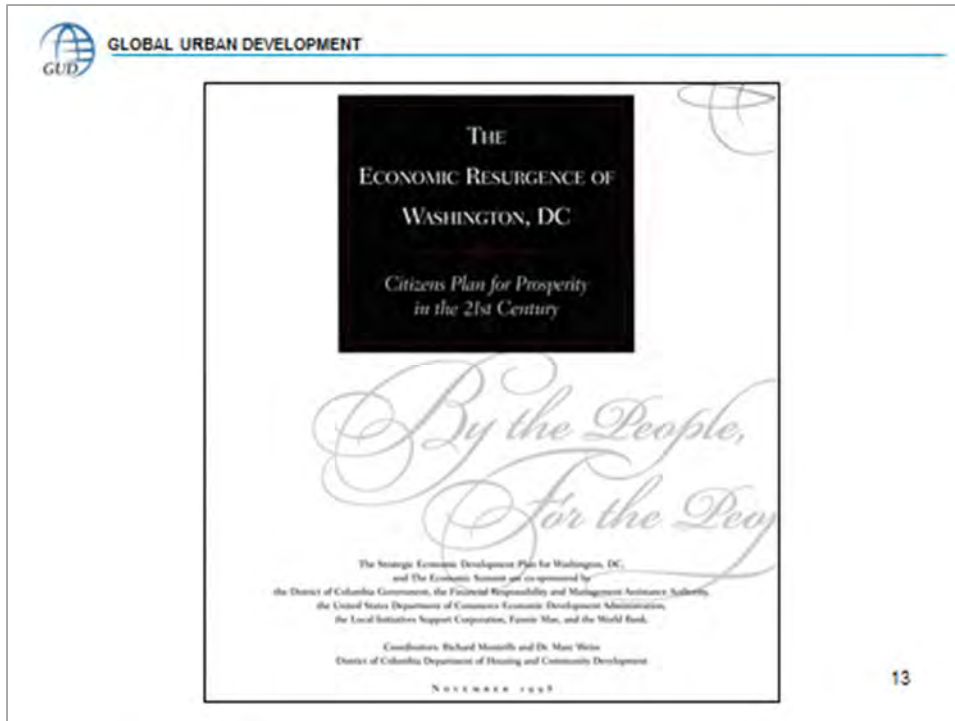 GUD
GLOBAL URBAN DEVELOPMENT
THE
ECONOMIC RESURGENCE OF
WASHINGTON, DC
Citizens Plan for Prosperity
in the 21st Century
By the People,
For the Peop
The Strategic Economic Development Plan for Washington, DC,
and The Economic Summit are co-sponsored by
the District of Columbia Government, the Financial Responsibility and Management Assistance Authority,
the United States Department of Commerce Economic Development Administration,
the Local Initiatives Support Corporation, Fannie Mae, and the World Bank.
Coordinators: Richard Monteilh and Dr. Marc Weiss
District of Columbia Department of Housing and Community Development
NOVEMBER 1998
13